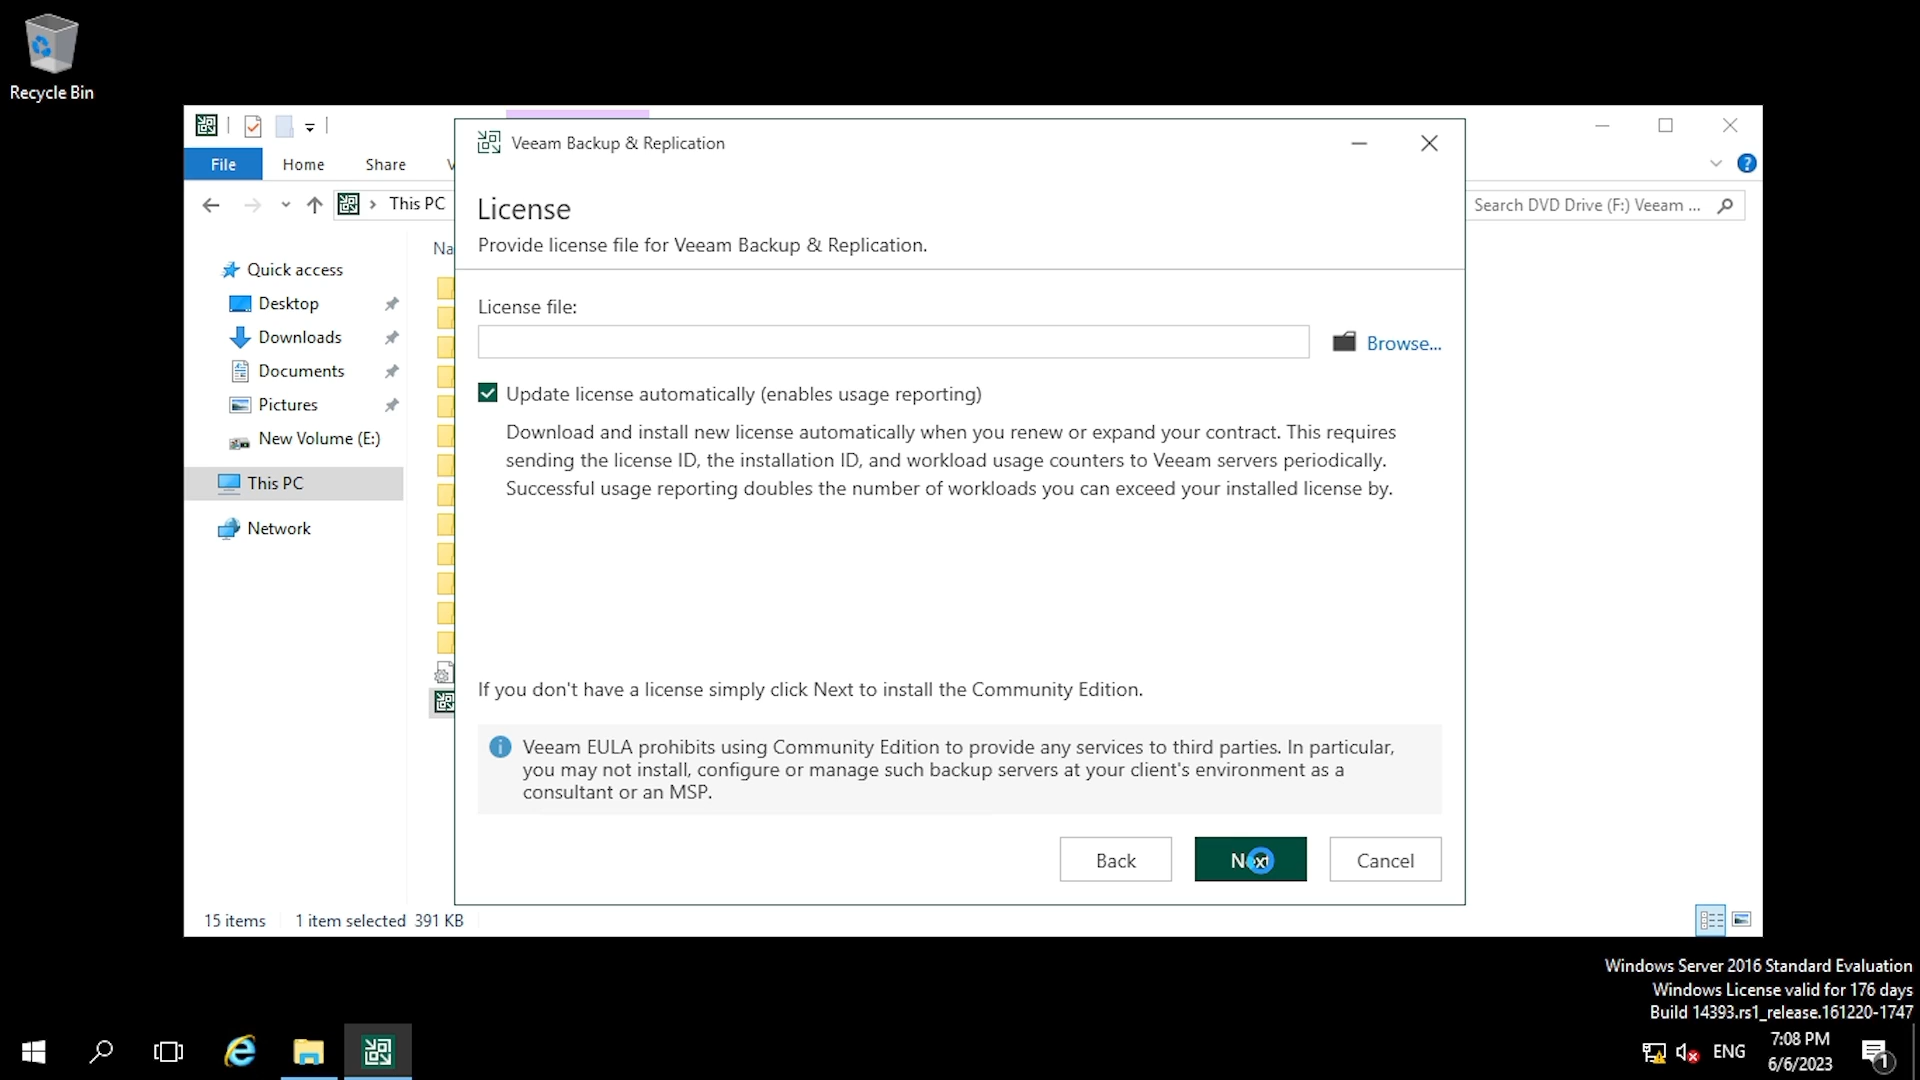 Recycle Bin
Veeam Backup & Replication
File
Home
Share
V
This PC
Search DVD Drive (F:) Veeam ...
License
Provide license file for Veeam Backup & Replication.
Na
Quick access
Desktop
Downloads
Documents
Pictures
New Volume (E:)
This PC
Network
License file:
Browse...
Update license automatically (enables usage reporting)
Download and install new license automatically when you renew or expand your contract. This requires
sending the license ID, the installation ID, and workload usage counters to Veeam servers periodically.
Successful usage reporting doubles the number of workloads you can exceed your installed license by.
If you don't have a license simply click Next to install the Community Edition.
Veeam EULA prohibits using Community Edition to provide any services to third parties. In particular,
you may not install, configure or manage such backup servers at your client's environment as a
consultant or an MSP.
Back
Next
Cancel
15 items
1 item selected 391 KB
Windows Server 2016 Standard Evaluation
Windows License valid for 176 days
Build 14393.rs1_release.161220-1747
ENG
7:08 PM
6/6/2023
1